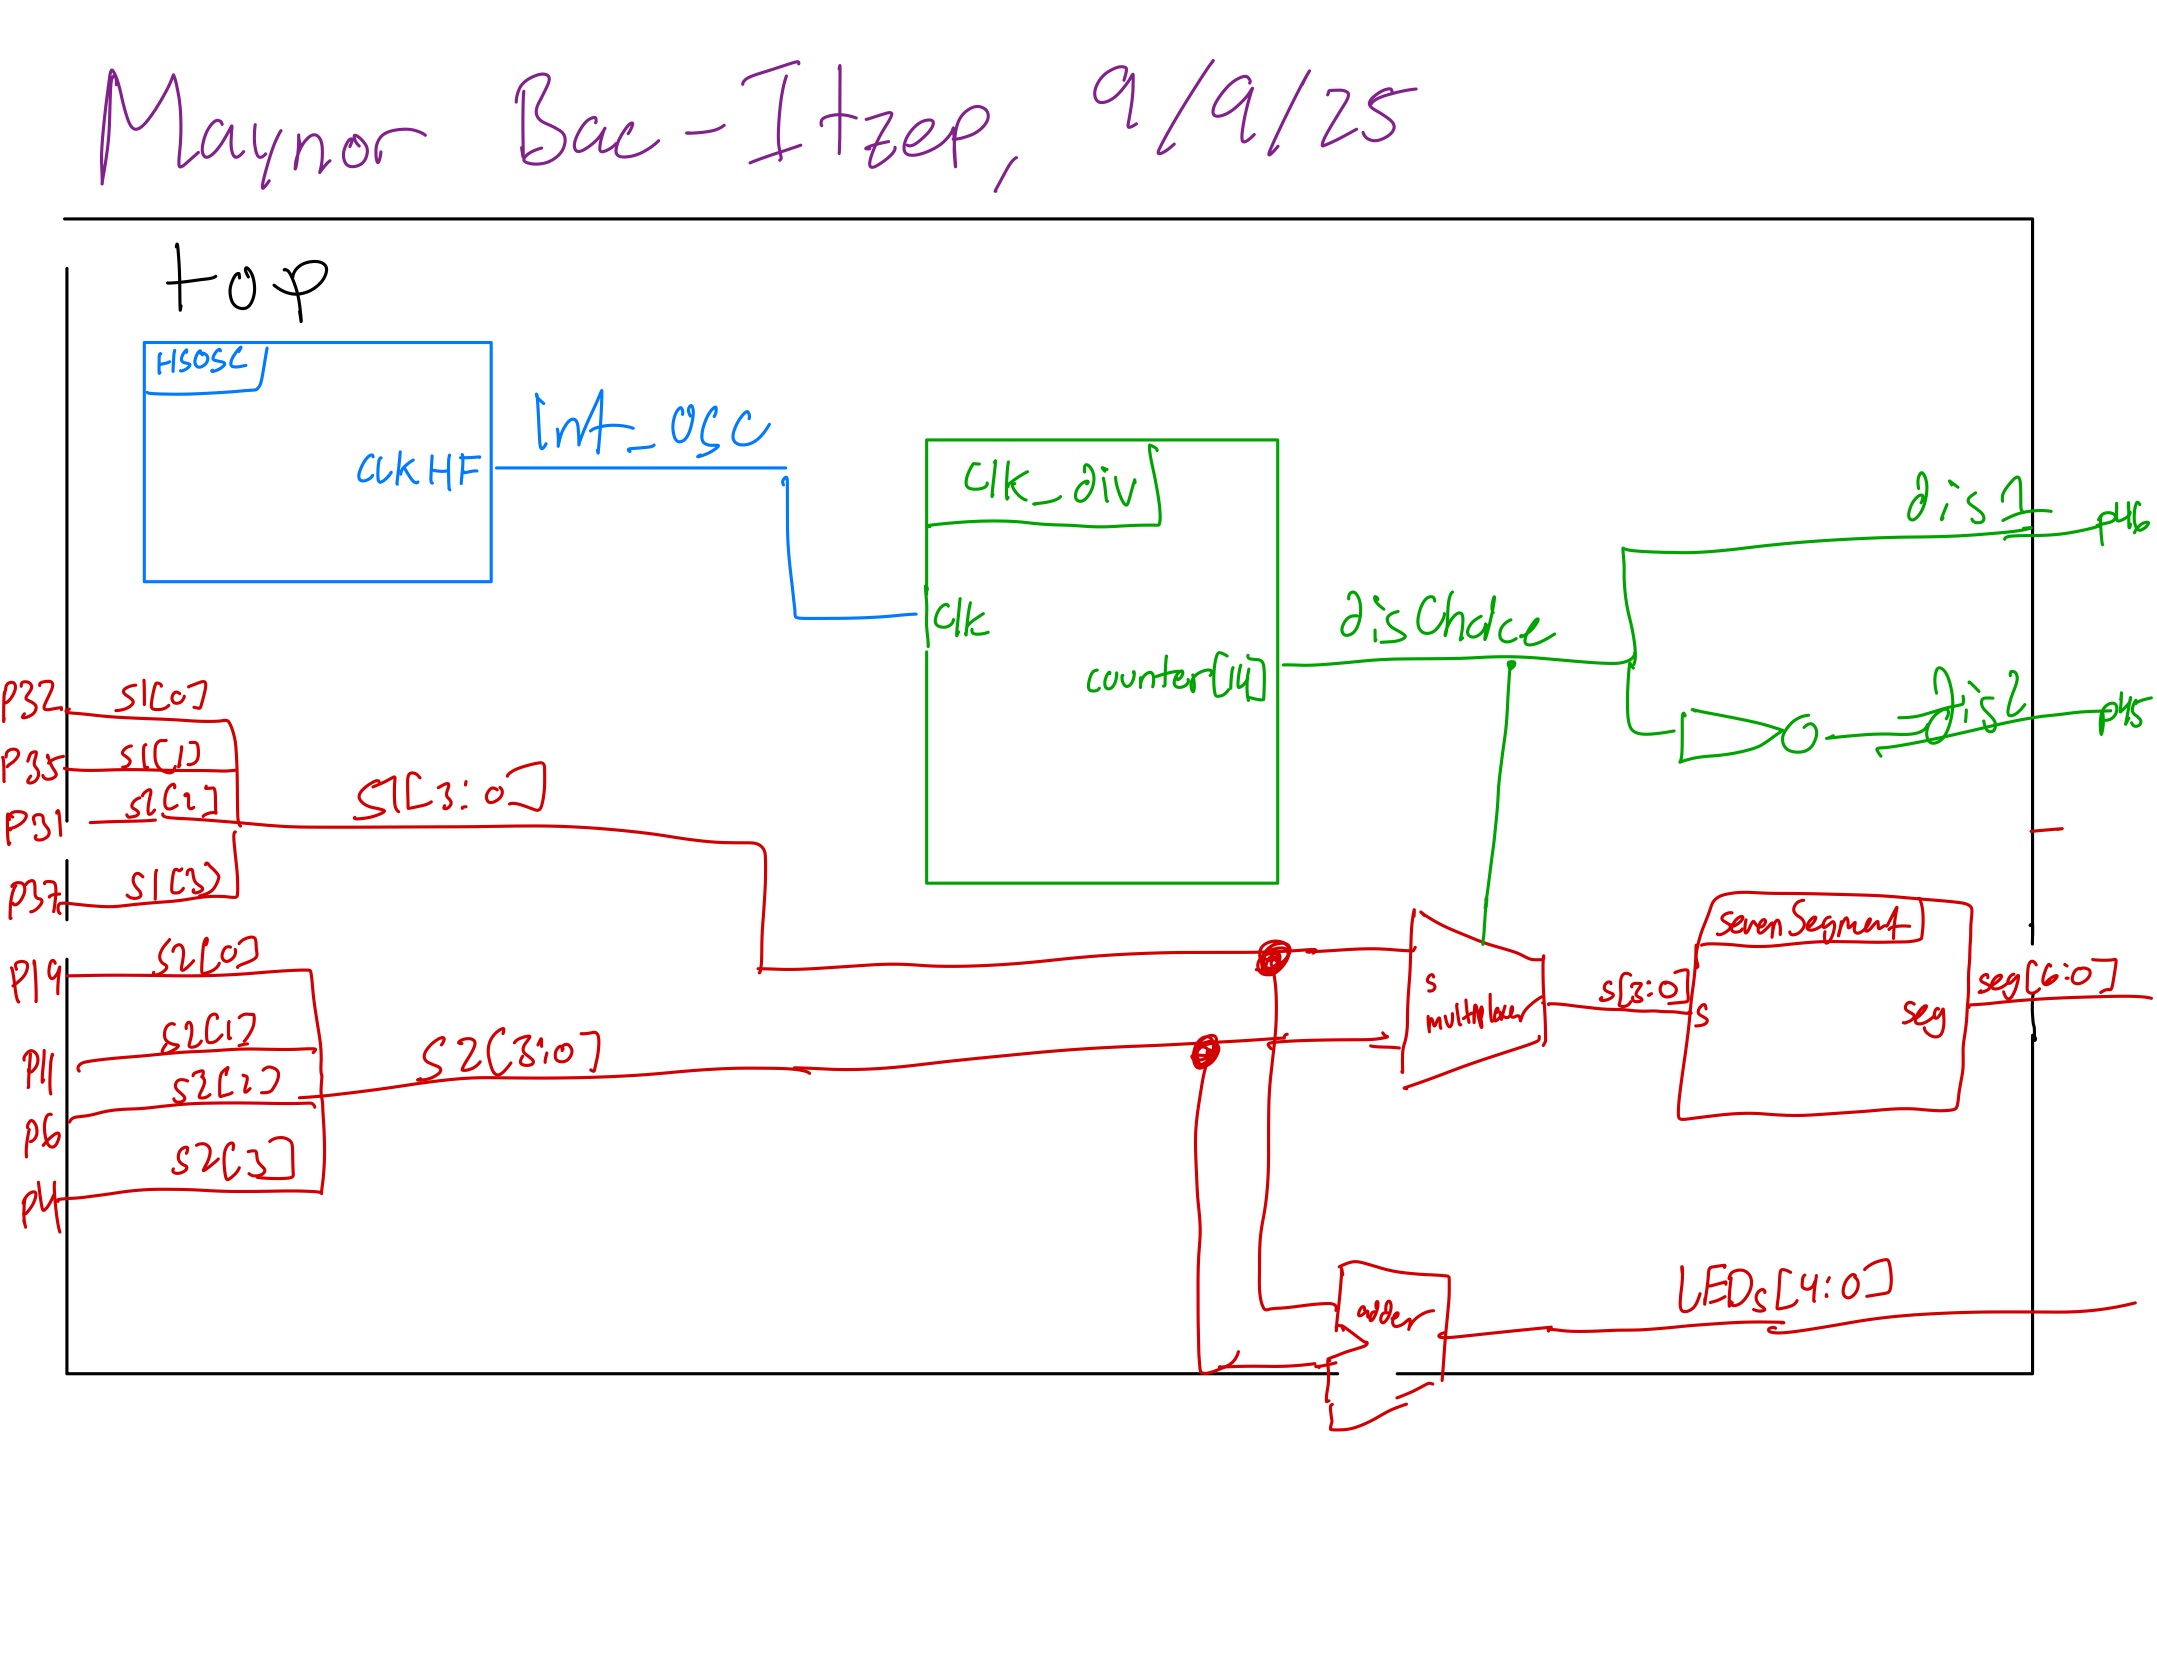 Maynor Bac-Itzep, 9/9/25
top
HSOSC
CLKHF
int_osc
clk_div
clk
counter[14]
disChoice
dis1
P46
dis2
P45
P32
s1[0]
P35
s1[1]
P31
s1[2]
P37
s1[3]
S1[3:0]
P19
s2[0]
P11
s2[1]
P6
s2[2]
P4
s2[3]
S2[3:0]
s
multiplexer
s[3:0]
sevenSegment
s
seg
seg[6:0]
adder
LEDs[4:0]